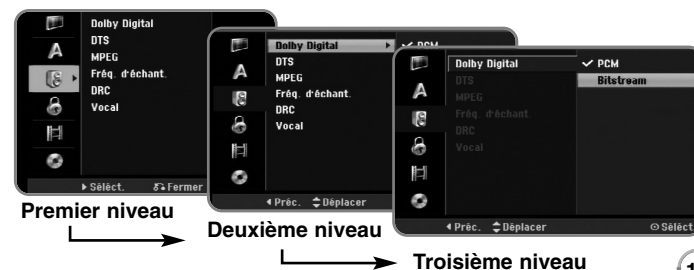 Dolby Digital
DTS
MPEG
Fréq. d'échant.
DRC
Vocal
Séléct.
Fermer
Premier niveau
Dolby Digital
PCM
DTS
MPEG
Fréq. d'échant.
DRC
Vocal
Préc.
Déplacer
Deuxième niveau
Dolby Digital
✓ PCM
DTS
Bitstream
MPEG
Fréq. d'échant.
DRC
Vocal
Préc.
Déplacer
Séléct
Troisième niveau